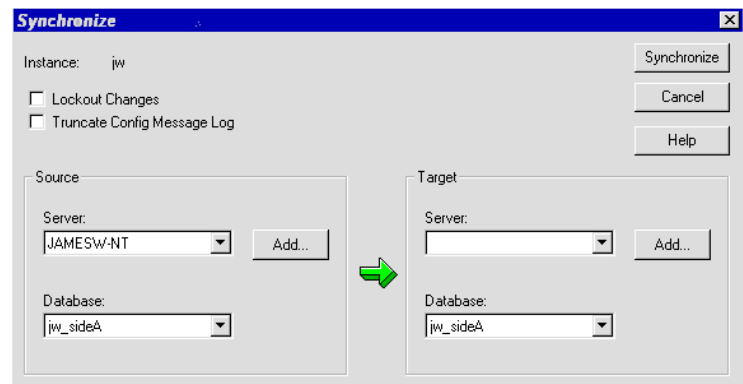 Synchronize
Instance: jw
Synchronize
Lockout Changes
Cancel
Truncate Config Message Log
Help
Source
Server:
JAMESW-NT
Add...
Database:
jw_sideA
Target
Server:
Add...
Database:
jw_sideA